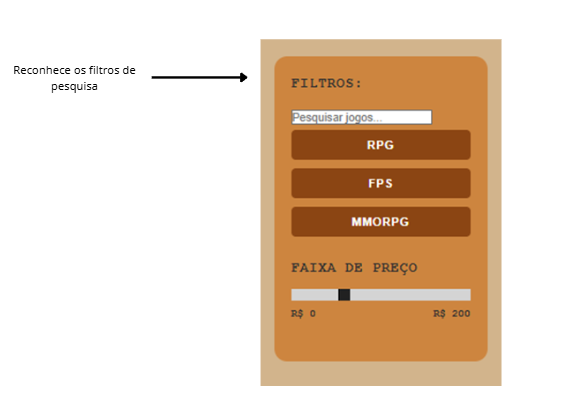 Reconhece os filtros de
pesquisa
FILTROS:
Pesquisar jogos...
RPG
FPS
MMORPG
FAIXA DE PREÇO
R$ 0 R$ 200